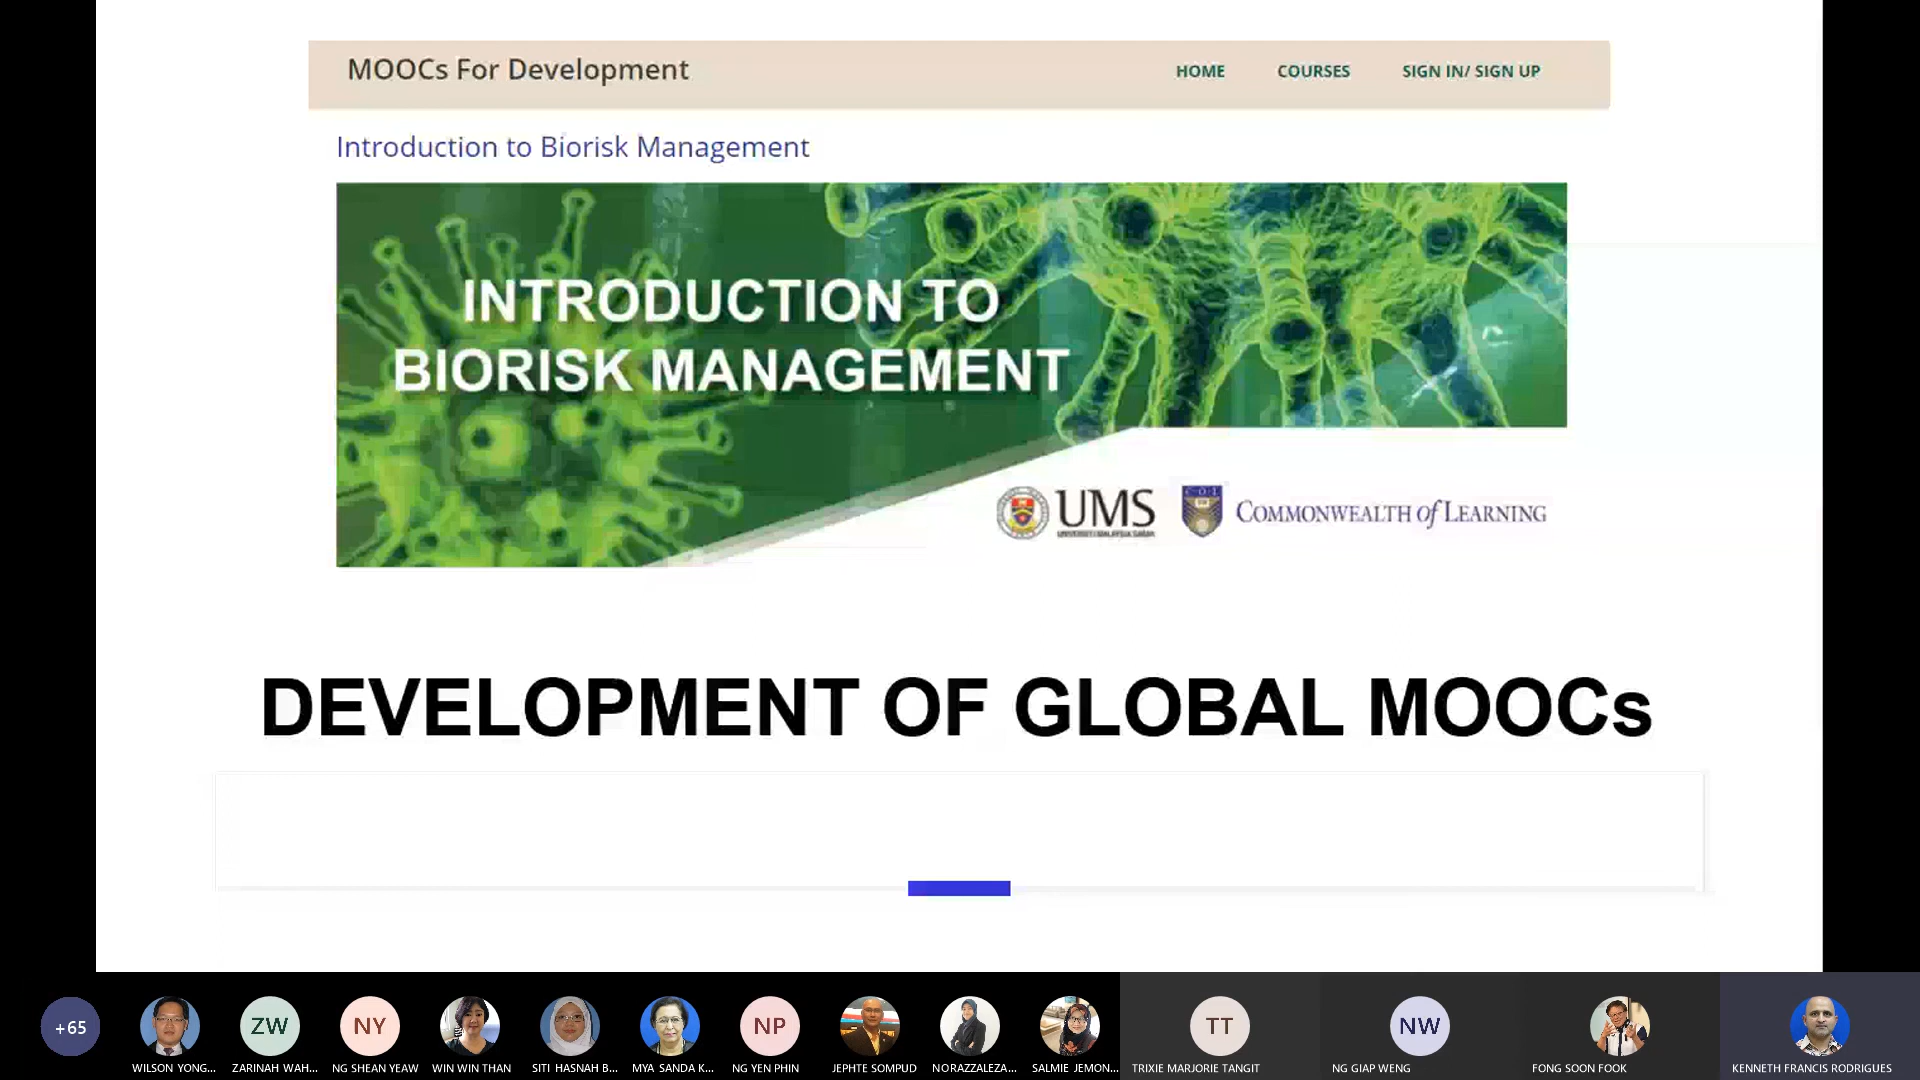 MOOCs For Development
HOME
COURSES
SIGN IN/ SIGN UP
Introduction to Biorisk Management
INTRODUCTION TO
BIORISK MANAGEMENT
UMS
UNIVERSITI MALAYSIA SABAH
C·O·L
COMMONWEALTH of LEARNING
DEVELOPMENT OF GLOBAL MOOCs
+65
ZW
NY
NP
TT
NW
WILSON YONG...
ZARINAH WAH...
NG SHEAN YEAW
WIN WIN THAN
SITI HASNAH B...
MYA SANDA K...
NG YEN PHIN
JEPHTE SOMPUD
NORAZZALEZA...
SALMIE JEMON...
TRIXIE MARJORIE TANGIT
NG GIAP WENG
FONG SOON FOOK
KENNETH FRANCIS RODRIGUES